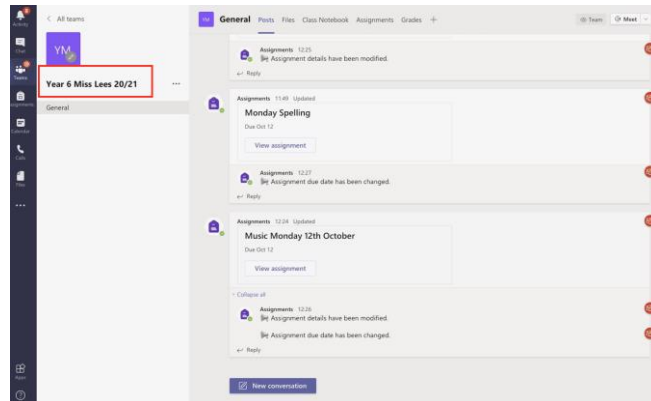 Activity
Chat
Teams
Assignments
Calendar
Calls
Files
Apps
< All teams
YM
Year 6 Miss Lees 20/21
General
YM General Posts Files Class Notebook Assignments Grades +
Team Meet
Assignments 12:25
Assignment details have been modified.
Reply
Assignments 11:49 Updated
Monday Spelling
Due Oct 12
View assignment
Assignments 12:27
Assignment due date has been changed.
Reply
Assignments 12:24 Updated
Music Monday 12th October
Due Oct 12
View assignment
Collapse all
Assignments 12:26
Assignment details have been modified.
Assignment due date has been changed.
Reply
New conversation